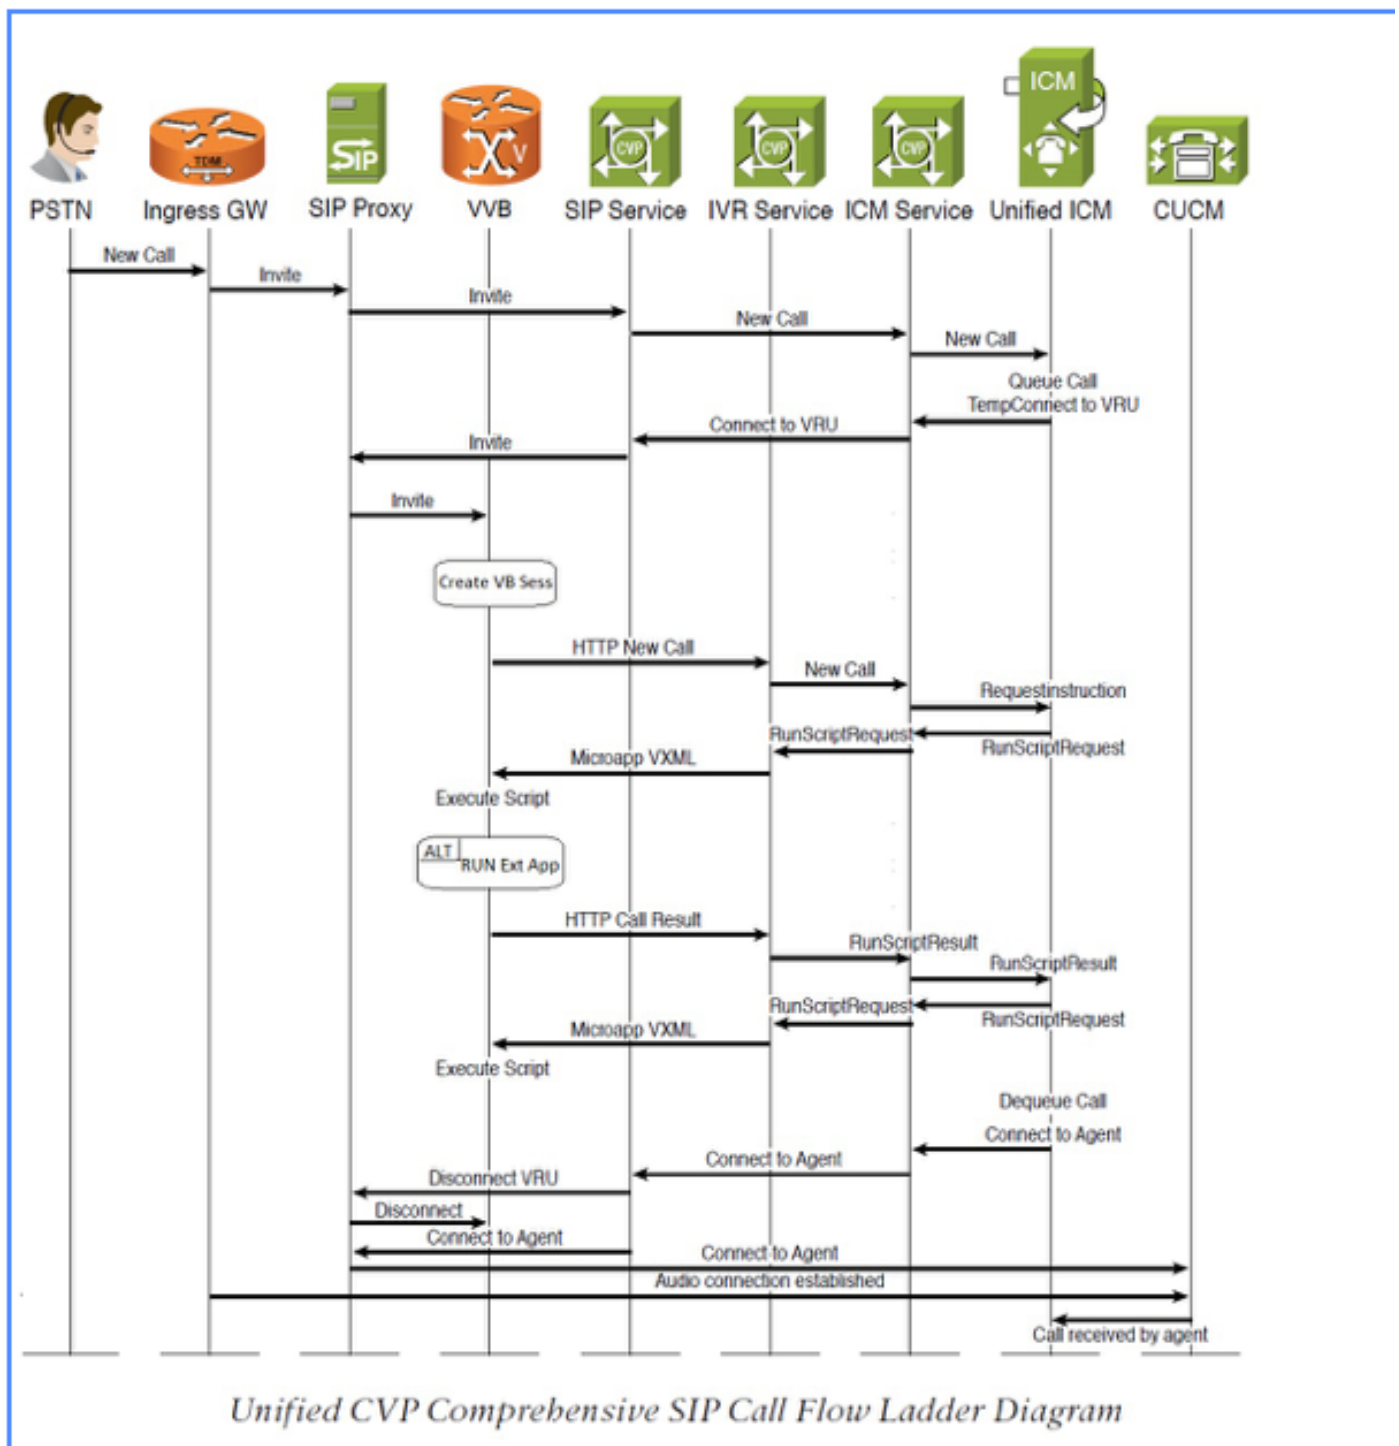 ICM
TDM
SIP
V
CVP
CVP
CVP
PSTN
Ingress GW
SIP Proxy
VVB
SIP Service
IVR Service
ICM Service
Unified ICM
CUCM
New Call
Invite
Invite
New Call
New Call
Queue Call
TempConnect to VRU
Connect to VRU
Invite
Invite
Create VB Sess
HTTP New Call
New Call
Requestinstruction
RunScriptRequest
RunScriptRequest
Microapp VXML
Execute Script
ALT
RUN Ext App
HTTP Call Result
RunScriptResult
RunScriptResult
RunScriptRequest
RunScriptRequest
Microapp VXML
Execute Script
Dequeue Call
Connect to Agent
Connect to Agent
Disconnect VRU
Disconnect
Connect to Agent
Connect to Agent
Audio connection established
Call received by agent
Unified CVP Comprehensive SIP Call Flow Ladder Diagram